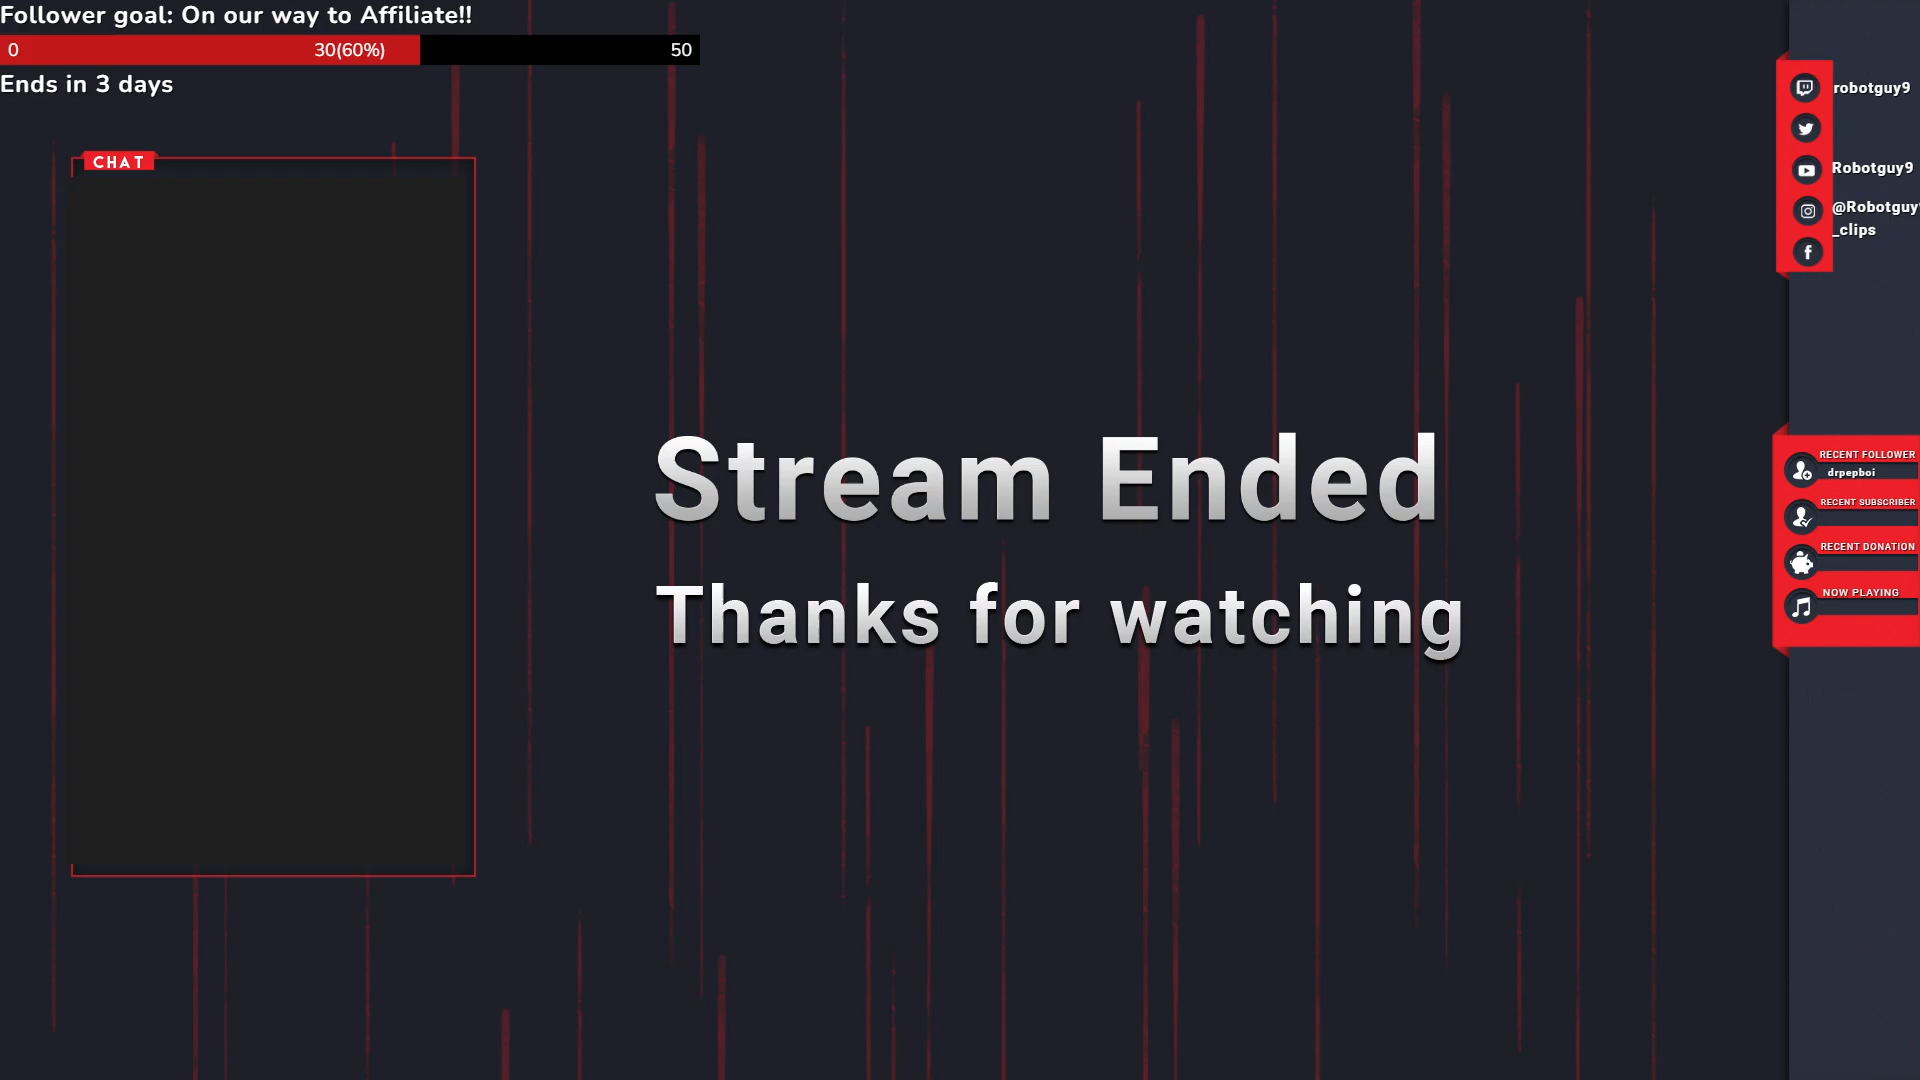 Follower goal: On our way to Affiliate!!
0 30(60%) 50
Ends in 3 days
CHAT
Stream Ended
Thanks for watching
robotguy9
Robotguy9
@Robotguy9
_clips
RECENT FOLLOWER
drpepboi
RECENT SUBSCRIBER
RECENT DONATION
NOW PLAYING